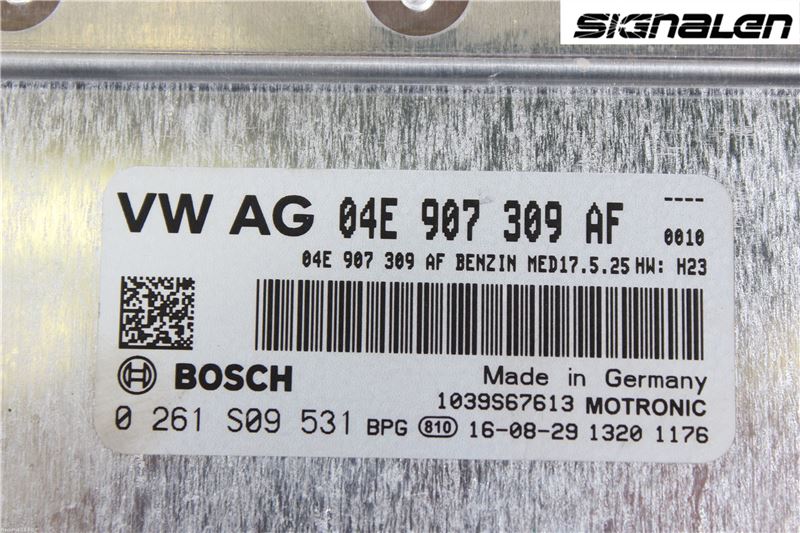 SIGNALEN
VW AG 04E 907 309 AF ----
0010
04E 907 309 AF BENZIN MED17.5.25 HW: H23
BOSCH
Made in Germany
1039S67613 MOTRONIC
0 261 S09 531 BPG 810 16-08-29 1320 1176